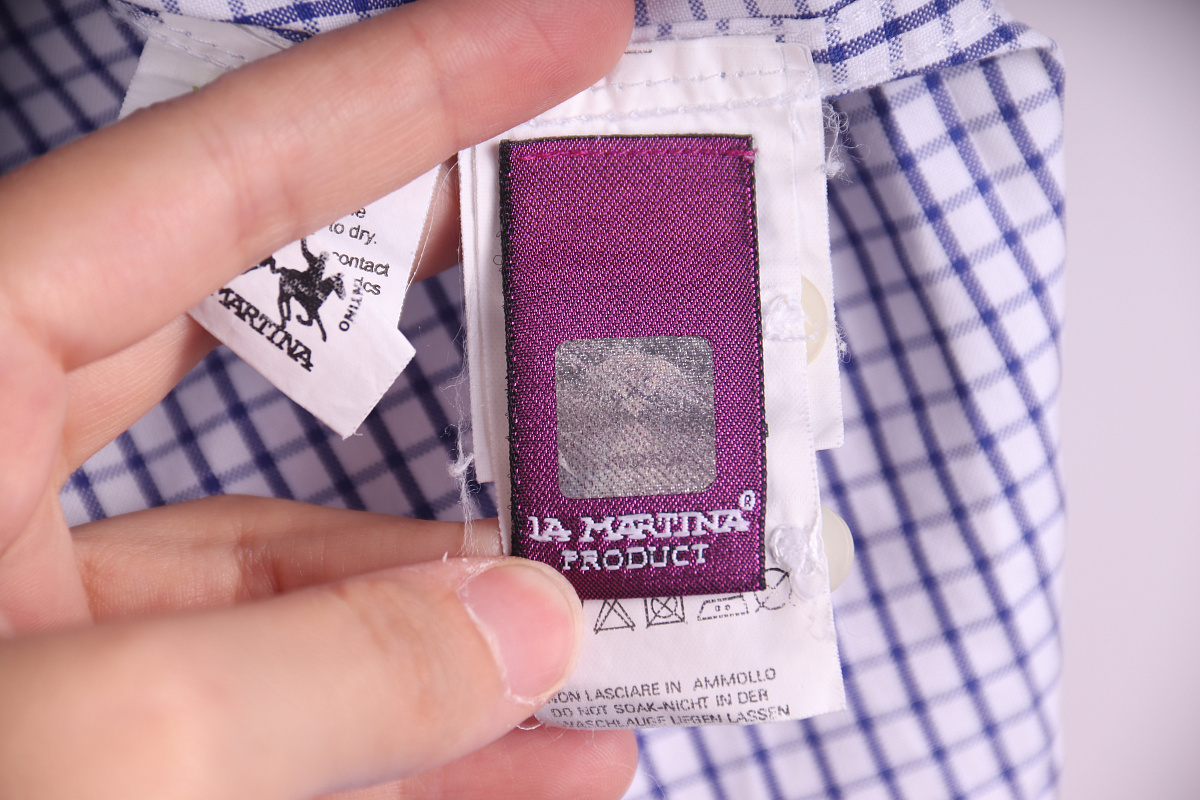 to dry.
contact
MARTINA
LA MARTINA®
PRODUCT
NON LASCIARE IN AMMOLLO
DO NOT SOAK-NICHT IN DER
WASCHLAUGE LIEGEN LASSEN